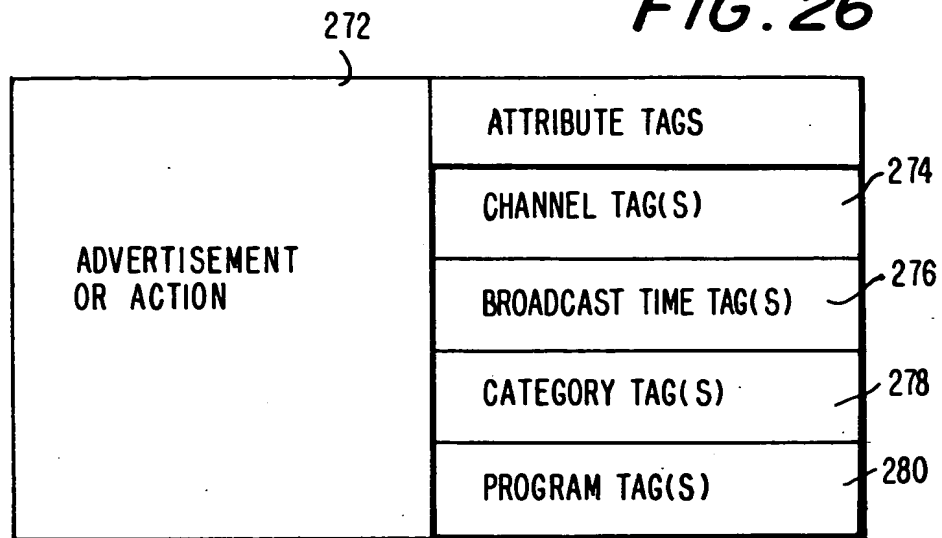 FIG. 26
272
ATTRIBUTE TAGS
274
CHANNEL TAG(S)
ADVERTISEMENT
OR ACTION
276
BROADCAST TIME TAG(S)
278
CATEGORY TAG(S)
280
PROGRAM TAG(S)